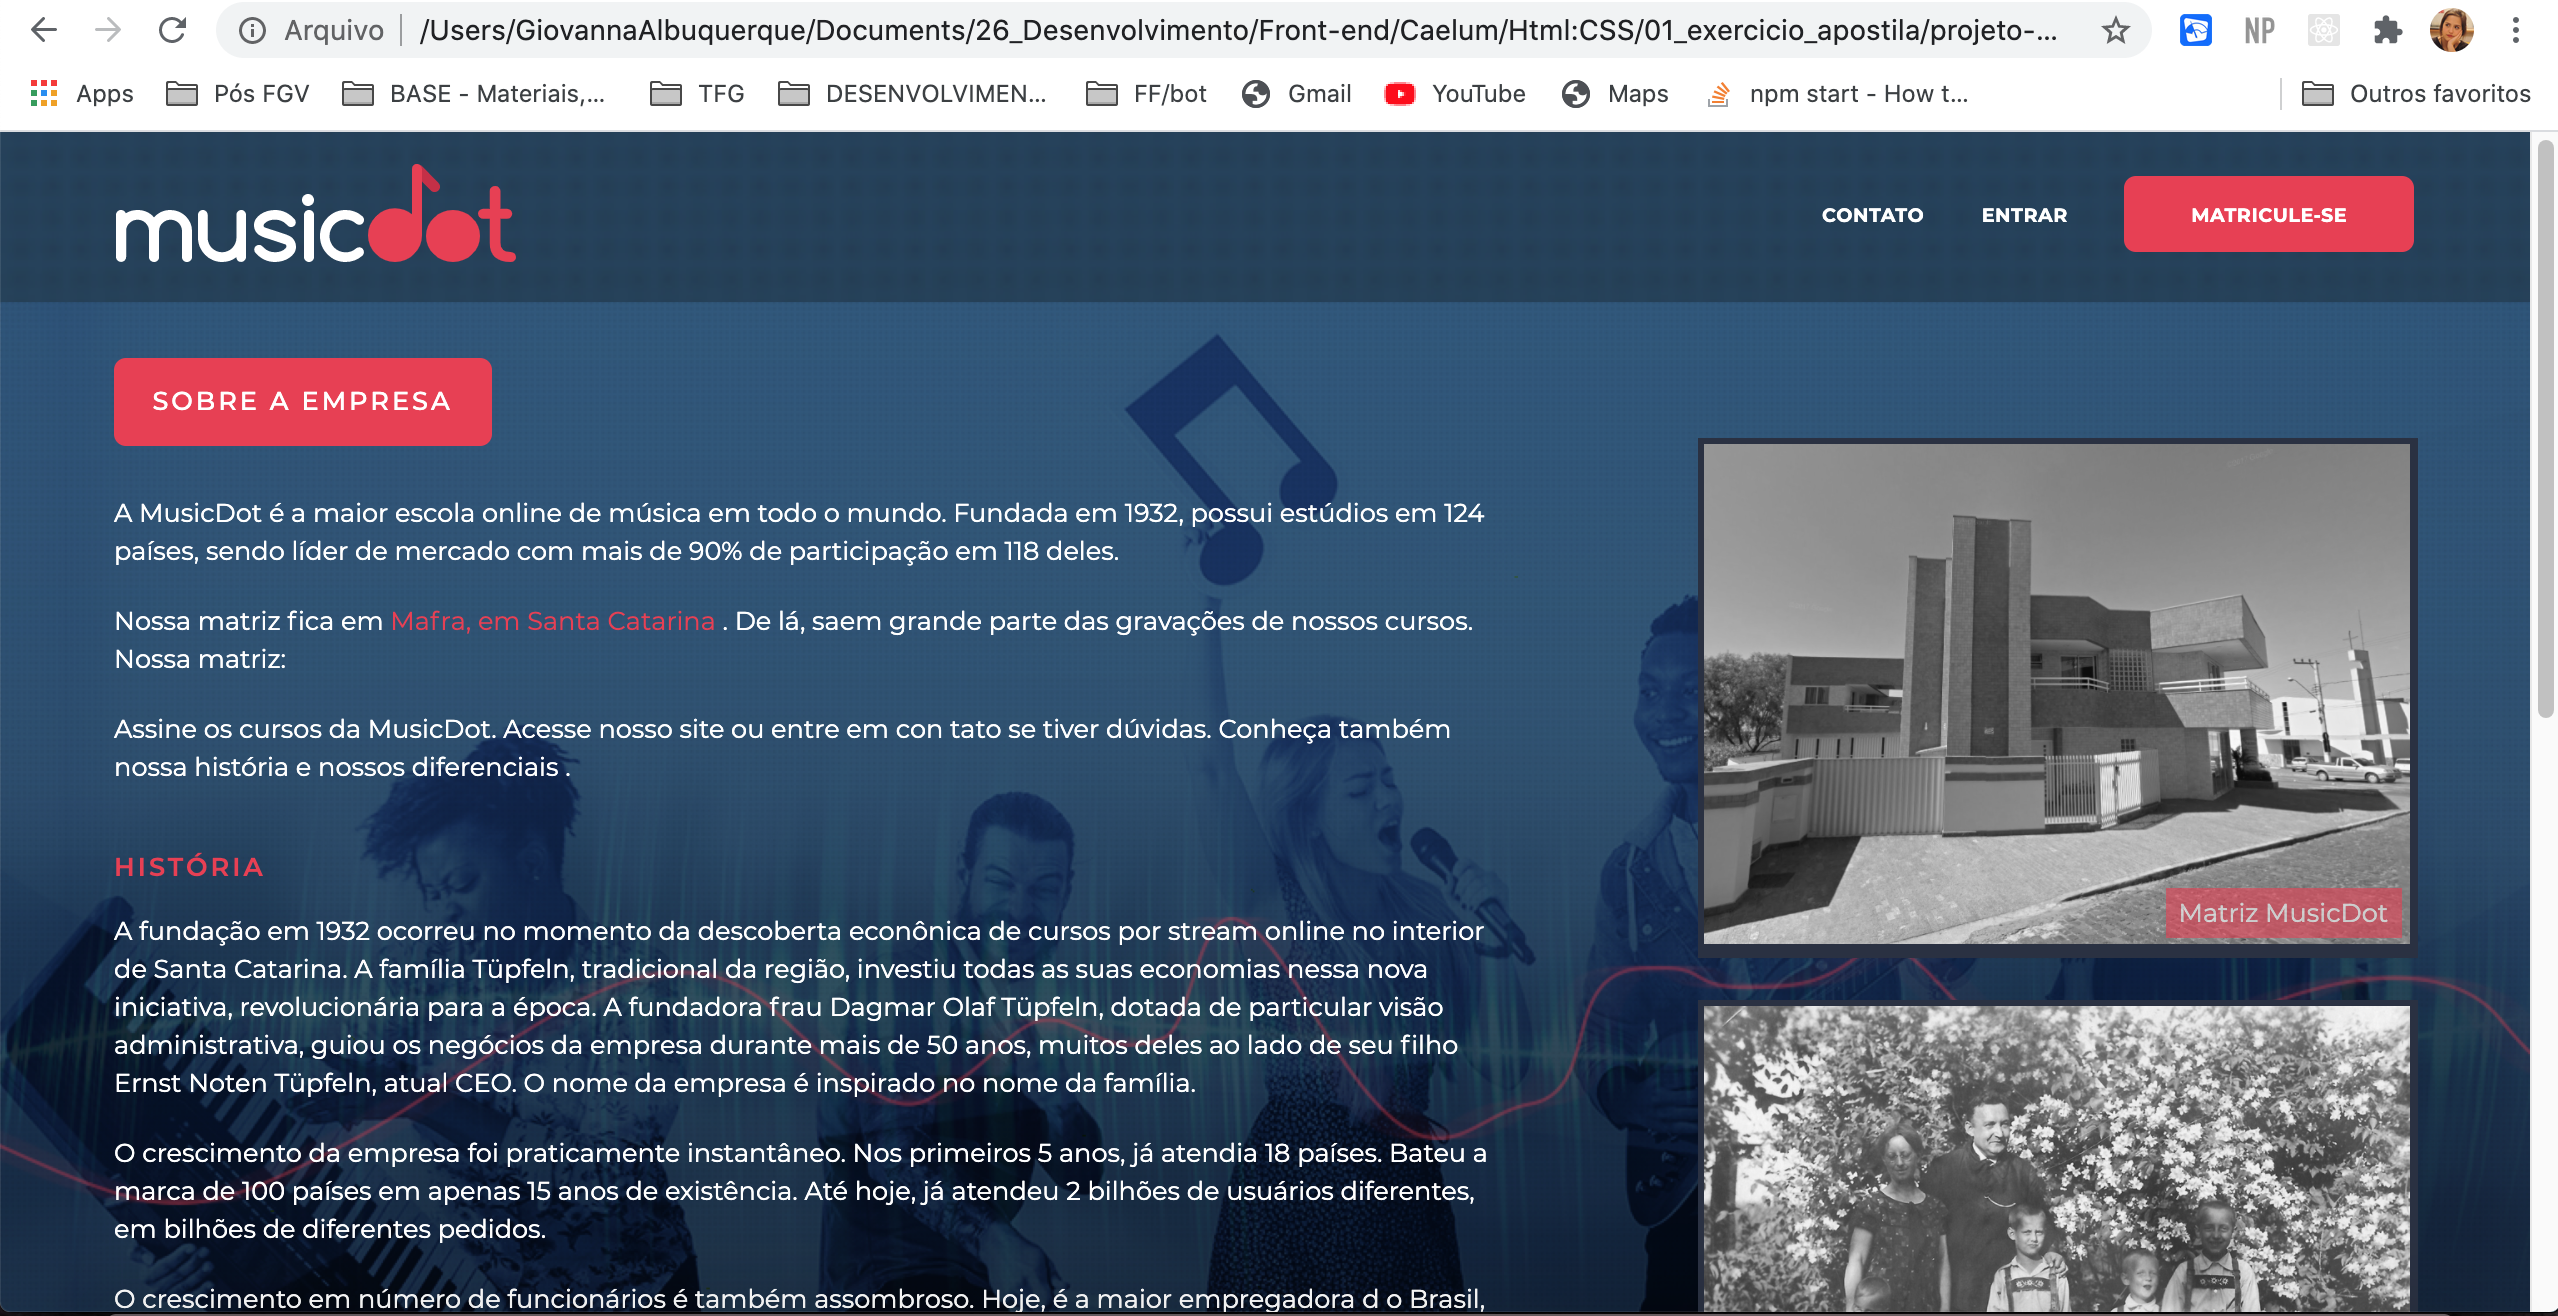 Arquivo | /Users/GiovannaAlbuquerque/Documents/26_Desenvolvimento/Front-end/Caelum/Html:CSS/01_exercicio_apostila/projeto-...
NP
Apps Pós FGV BASE - Materiais,... TFG DESENVOLVIMEN... FF/bot Gmail YouTube Maps npm start - How t... Outros favoritos
musicdot
CONTATO ENTRAR MATRICULE-SE
SOBRE A EMPRESA
A MusicDot é a maior escola online de música em todo o mundo. Fundada em 1932, possui estúdios em 124
países, sendo líder de mercado com mais de 90% de participação em 118 deles.
Nossa matriz fica em Mafra, em Santa Catarina . De lá, saem grande parte das gravações de nossos cursos.
Nossa matriz:
Assine os cursos da MusicDot. Acesse nosso site ou entre em con tato se tiver dúvidas. Conheça também
nossa história e nossos diferenciais .
HISTÓRIA
A fundação em 1932 ocorreu no momento da descoberta econônica de cursos por stream online no interior
de Santa Catarina. A família Tüpfeln, tradicional da região, investiu todas as suas economias nessa nova
iniciativa, revolucionária para a época. A fundadora frau Dagmar Olaf Tüpfeln, dotada de particular visão
administrativa, guiou os negócios da empresa durante mais de 50 anos, muitos deles ao lado de seu filho
Ernst Noten Tüpfeln, atual CEO. O nome da empresa é inspirado no nome da família.
O crescimento da empresa foi praticamente instantâneo. Nos primeiros 5 anos, já atendia 18 países. Bateu a
marca de 100 países em apenas 15 anos de existência. Até hoje, já atendeu 2 bilhões de usuários diferentes,
em bilhões de diferentes pedidos.
O crescimento em número de funcionários é também assombroso. Hoje, é a maior empregadora d o Brasil,
Matriz MusicDot